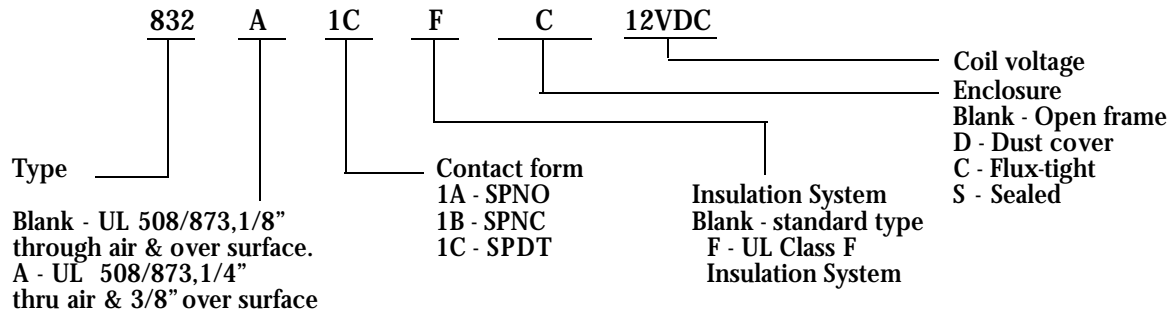 832 A 1C F C 12VDC
Coil voltage
Enclosure
Blank - Open frame
D - Dust cover
C - Flux-tight
S - Sealed
Type
Contact form
1A - SPNO
1B - SPNC
1C - SPDT
Insulation System
Blank - standard type
F - UL Class F
Insulation System
Blank - UL 508/873,1/8”
through air & over surface.
A - UL 508/873,1/4”
thru air & 3/8” over surface